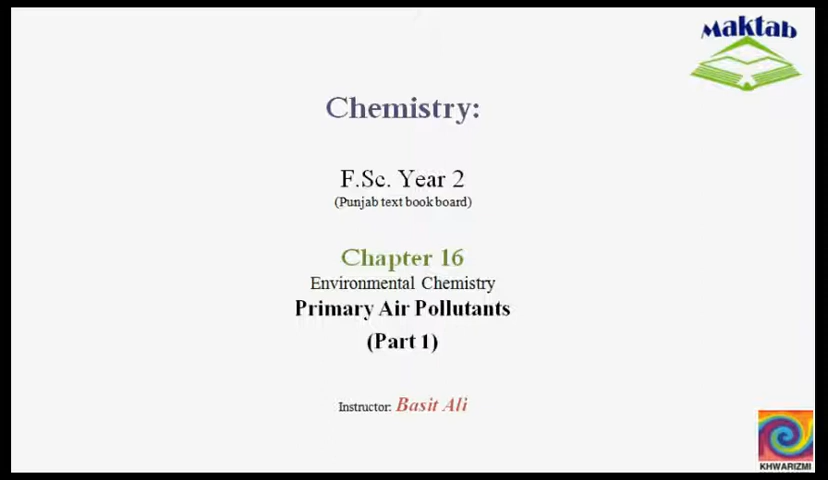 Maktab
Chemistry:
F.Sc. Year 2
(Punjab text book board)
Chapter 16
Environmental Chemistry
Primary Air Pollutants
(Part 1)
Instructor: Basit Ali
KHWARIZMI